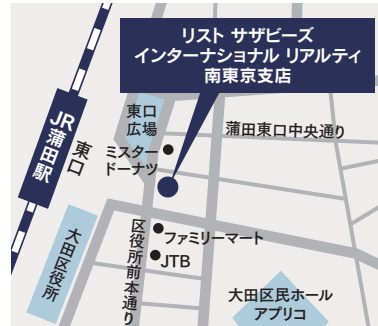 リスト サザビーズ
インターナショナル リアルティ
南東京支店
JR
蒲田駅
東口
東口
広場
蒲田東口中央通り
ミスター
ドーナツ
大田区役所
区役所前本通り
ファミリーマート
JTB
大田区民ホール
アプリコ